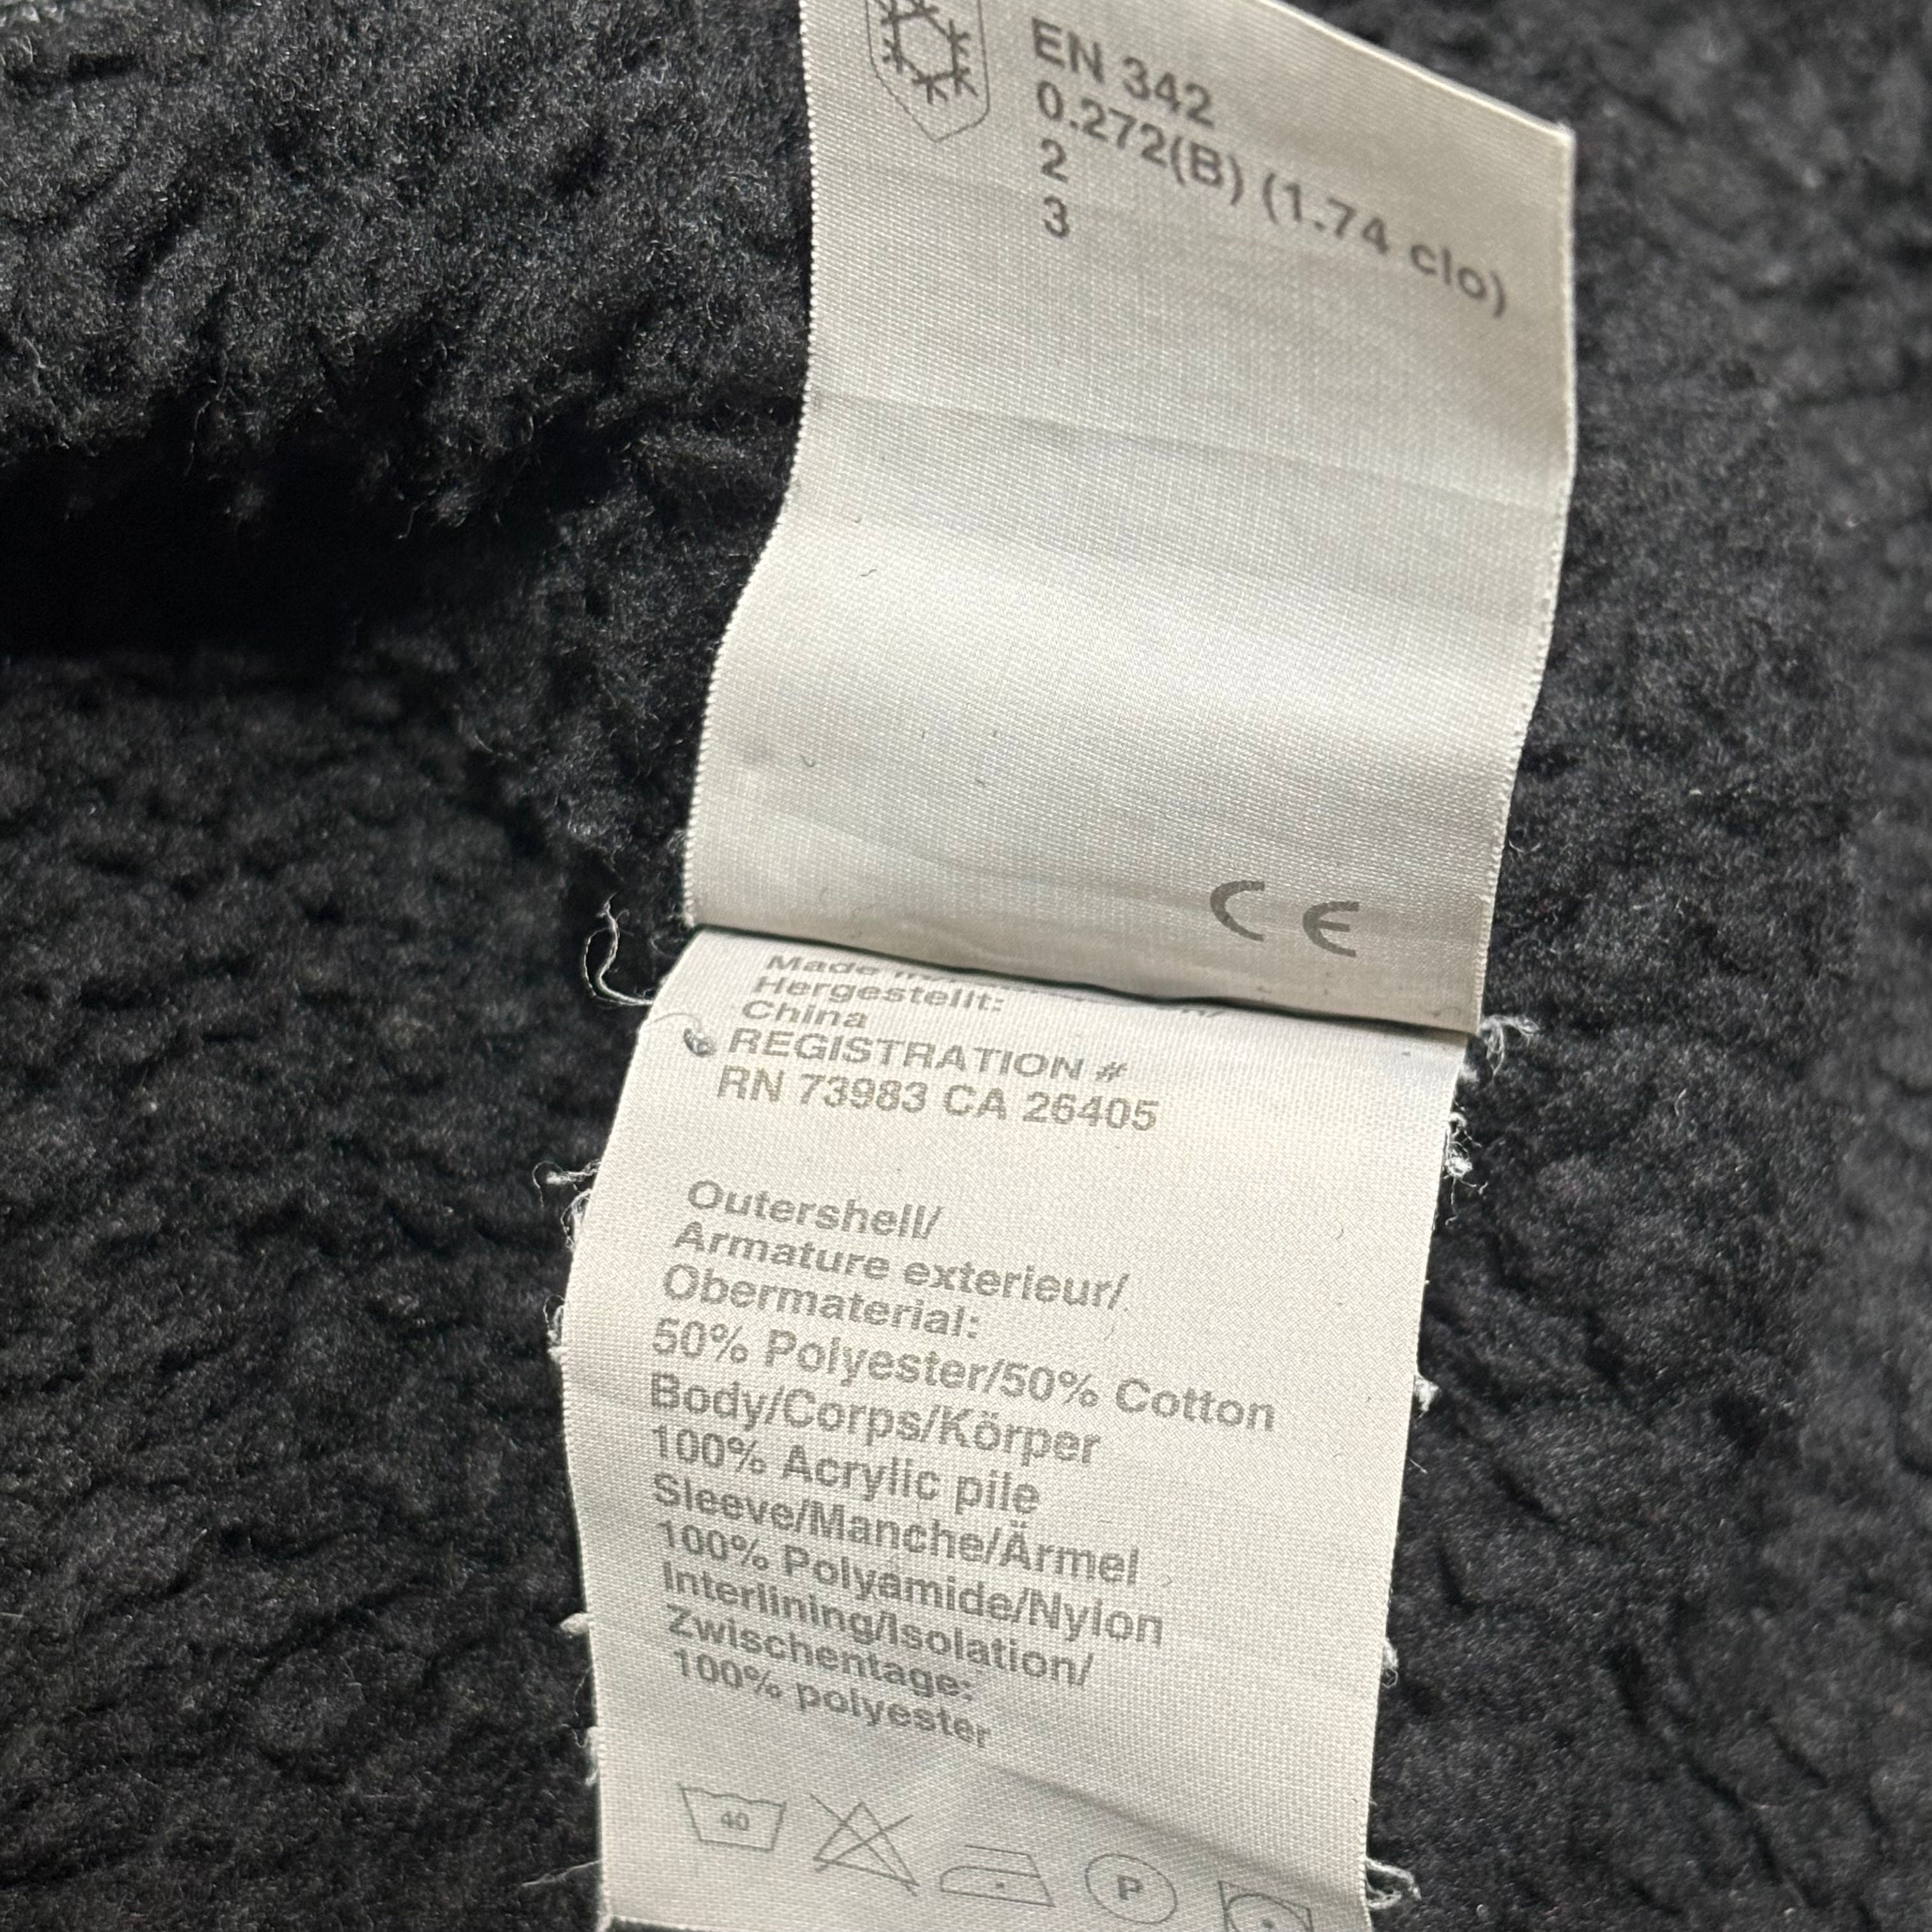 EN 342
0.272(B) (1.74 clo)
2
3
CE
Made
Hergestellt:
China
REGISTRATION #
RN 73983 CA 26405
Outershell/
Armature exterieur/
Obermaterial:
50% Polyester/50% Cotton
Body/Corps/Körper
100% Acrylic pile
Sleeve/Manche/Ärmel
100% Polyamide/Nylon
Interlining/Isolation/
Zwischentage:
100% polyester
40
P